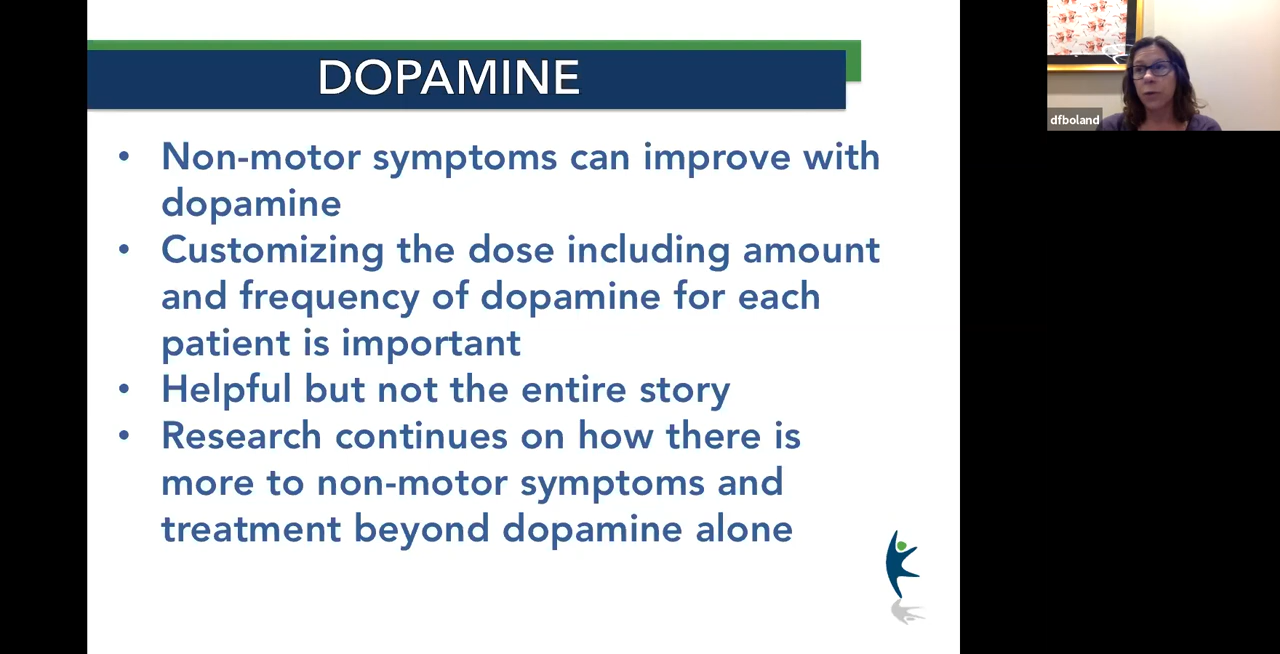 DOPAMINE
• Non-motor symptoms can improve with
dopamine
• Customizing the dose including amount
and frequency of dopamine for each
patient is important
• Helpful but not the entire story
• Research continues on how there is
more to non-motor symptoms and
treatment beyond dopamine alone
dfboland